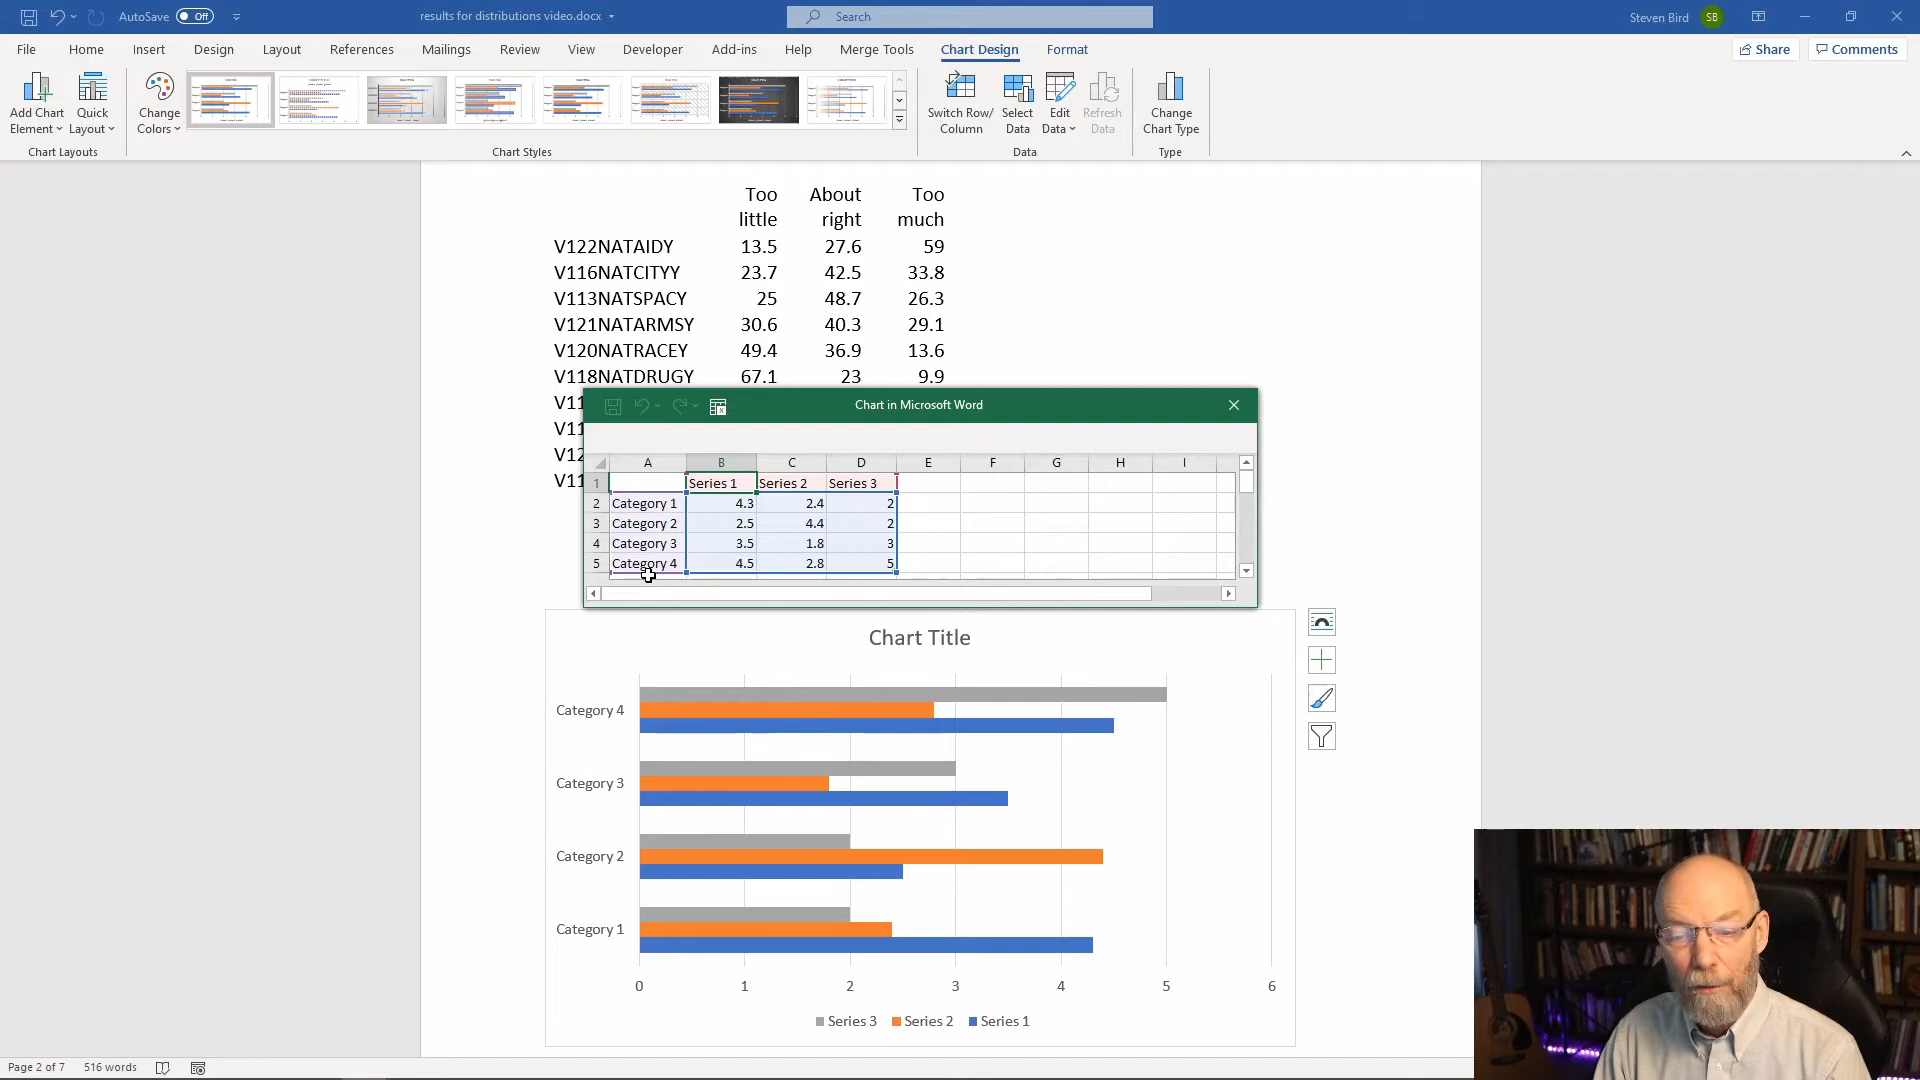 AutoSave Off
results for distributions video.docx
Search
Steven Bird SB
File Home Insert Design Layout References Mailings Review View Developer Add-ins Help Merge Tools Chart Design Format Share Comments
Add Chart Element
Quick Layout
Change Colors
Switch Row/ Column
Select Data
Edit Data
Refresh Data
Change Chart Type
Chart Layouts Chart Styles Data Type
Too little About right Too much
V122NATAIDY 13.5 27.6 59
V116NATCITYY 23.7 42.5 33.8
V113NATSPACY 25 48.7 26.3
V121NATARMSY 30.6 40.3 29.1
V120NATRACEY 49.4 36.9 13.6
V118NATDRUGY 67.1 23 9.9
V11
V11
V12
V11
Chart in Microsoft Word
A B C D E F G H I
1 Series 1 Series 2 Series 3
2 Category 1 4.3 2.4 2
3 Category 2 2.5 4.4 2
4 Category 3 3.5 1.8 3
5 Category 4 4.5 2.8 5
Chart Title
Category 4
Category 3
Category 2
Category 1
0 1 2 3 4 5 6
Series 3 Series 2 Series 1
Page 2 of 7 516 words